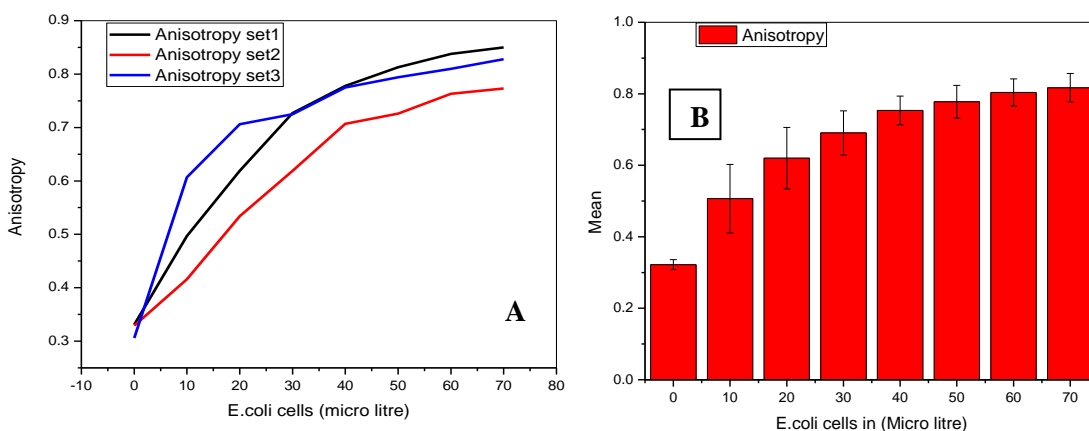 0.9
0.8
0.7
0.6
0.5
0.4
0.3
Anisotropy
Anisotropy set1
Anisotropy set2
Anisotropy set3
A
-10 0 10 20 30 40 50 60 70 80
E.coli cells (micro litre)
1.0
0.8
0.6
0.4
0.2
0.0
Mean
Anisotropy
B
0 10 20 30 40 50 60 70
E.coli cells in (Micro litre)